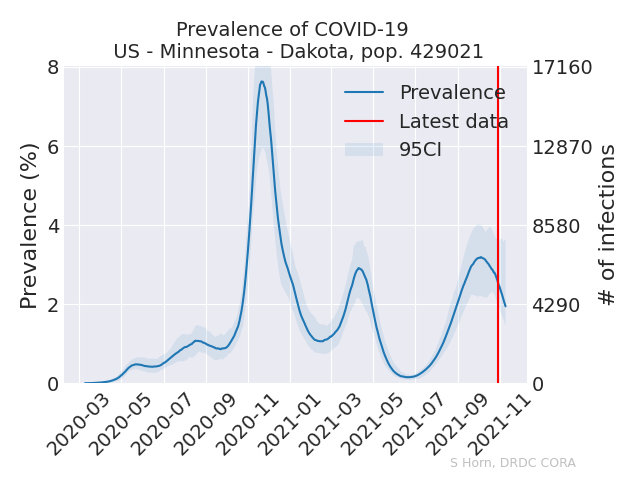 Prevalence of COVID-19
US - Minnesota - Dakota, pop. 429021
Prevalence (%)
8
6
4
2
0
17160
12870
8580
4290
0
# of infections
Prevalence
Latest data
95CI
2020-03
2020-05
2020-07
2020-09
2020-11
2021-01
2021-03
2021-05
2021-07
2021-09
2021-11
S Horn, DRDC CORA